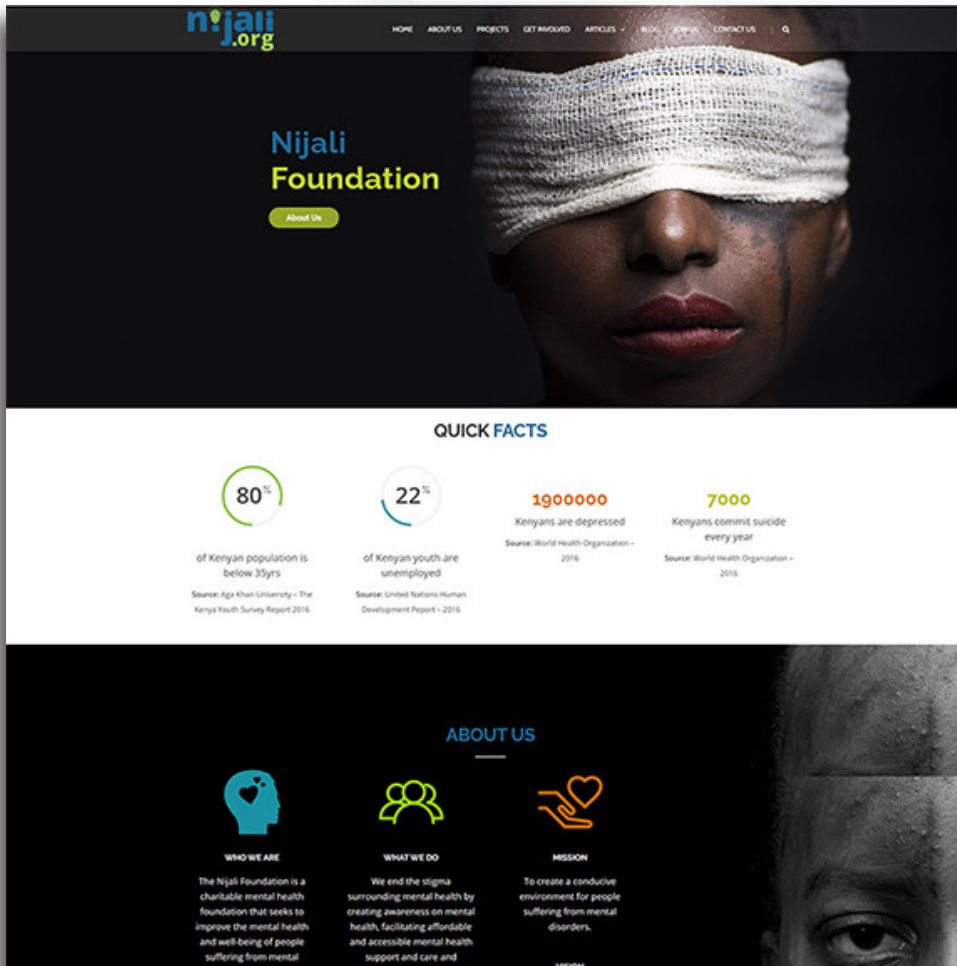 nijali
.org
HOME ABOUT US PROJECTS GET INVOLVED ARTICLES BLOG JOIN US CONTACT US
Nijali
Foundation
About Us
QUICK FACTS
80%
of Kenyan population is
below 35yrs
Source: Aga Khan University – The
Kenya Youth Survey Report 2016
22%
of Kenyan youth are
unemployed
Source: United Nations Human
Development Report – 2016
1900000
Kenyans are depressed
Source: World Health Organization –
2016
7000
Kenyans commit suicide
every year
Source: World Health Organization –
2016
ABOUT US
WHO WE ARE
The Nijali Foundation is a
charitable mental health
foundation that seeks to
improve the mental health
and well-being of people
suffering from mental
WHAT WE DO
We end the stigma
surrounding mental health by
creating awareness on mental
health, facilitating affordable
and accessible mental health
support and care and
MISSION
To create a conducive
environment for people
suffering from mental
disorders.
VISION